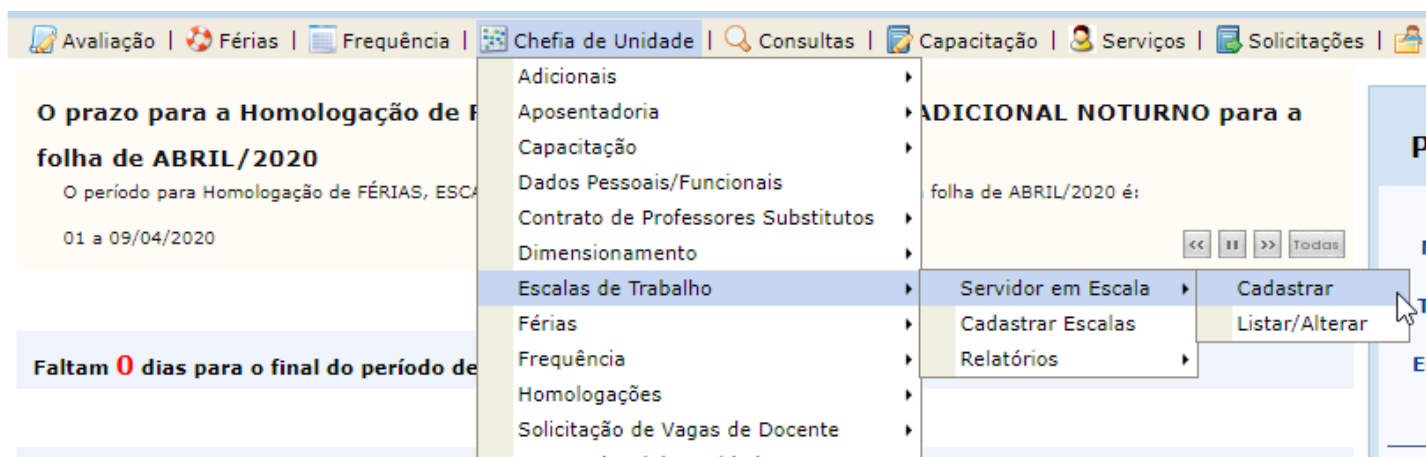 Avaliação | Férias | Frequência | Chefia de Unidade | Consultas | Capacitação | Serviços | Solicitações |
O prazo para a Homologação de ADICIONAL NOTURNO para a
folha de ABRIL/2020
O período para Homologação de FÉRIAS, folha de ABRIL/2020 é:
01 a 09/04/2020
<< >> Todas
Faltam 0 dias para o final do período de
Adicionais
Aposentadoria
Capacitação
Dados Pessoais/Funcionais
Contrato de Professores Substitutos
Dimensionamento
Escalas de Trabalho
Férias
Frequência
Homologações
Solicitação de Vagas de Docente
Servidor em Escala
Cadastrar Escalas
Relatórios
Cadastrar
Listar/Alterar